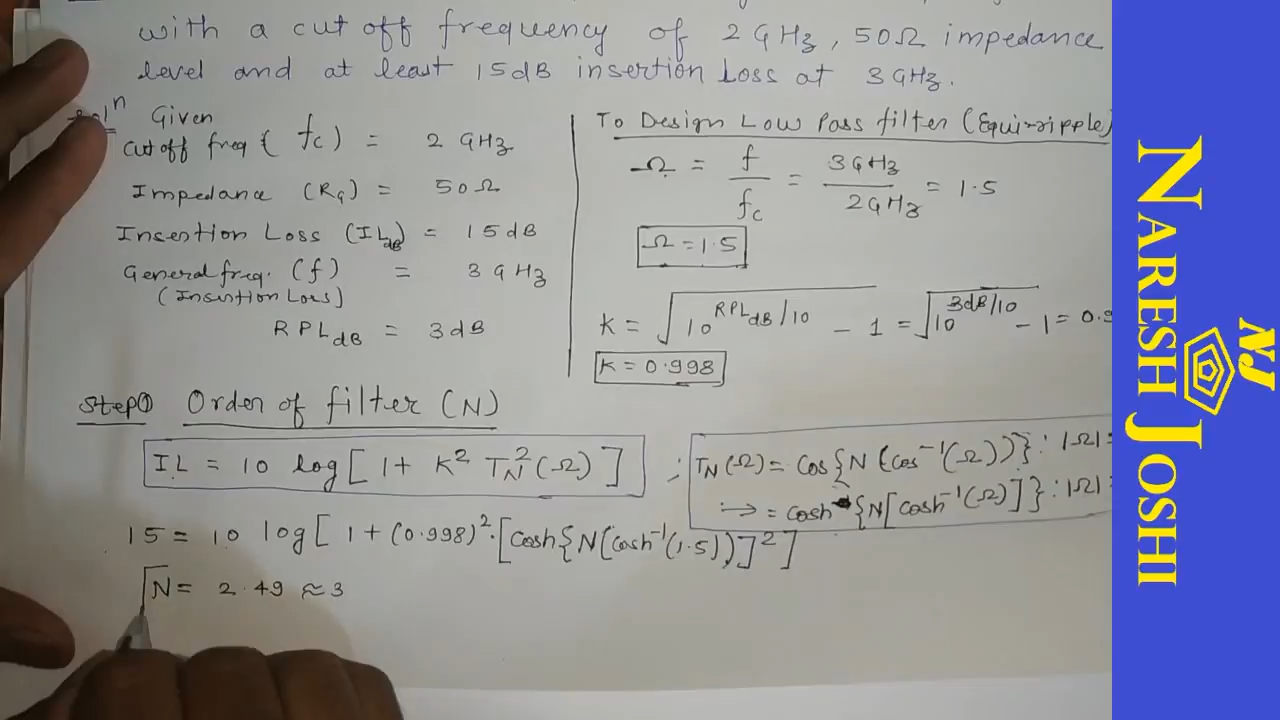 with a cut off frequency of 2 GHz, 50Ω impedance
level and at least 15dB insertion Loss at 3 GHz.
Solⁿ Given
Cut off freq ( fc ) = 2 GHz
Impedance (RG) = 50Ω
Insertion Loss (ILdB) = 15 dB
General freq. (f) = 3 GHz
(Insertion Loss)
RPLdB = 3dB
To Design Low Pass filter (Equi-ripple)
Ω = f / fc = 3GHz / 2GHz = 1.5
Ω = 1.5
K = √(10^(RPLdB/10) - 1) = √(10^(3dB/10) - 1) = 0.9
K = 0.998
Step① Order of filter (N)
IL = 10 log[ 1 + K² TN²(Ω) ] ;
TN(Ω) = Cos{N (cos⁻¹(Ω))} : |Ω|
↦ = cosh {N[cosh⁻¹(Ω)]} : |Ω|
15 = 10 log[ 1 + (0.998)².[cosh{N(cosh⁻¹(1.5))]²]
N = 2.49 ≈ 3
NARESH JOSHI
NJ